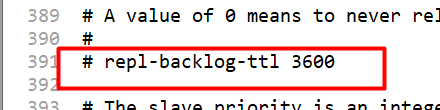 389 # A value of 0 means to never rel
390 #
391 # repl-backlog-ttl 3600
392
393 # The slave priority is an integ